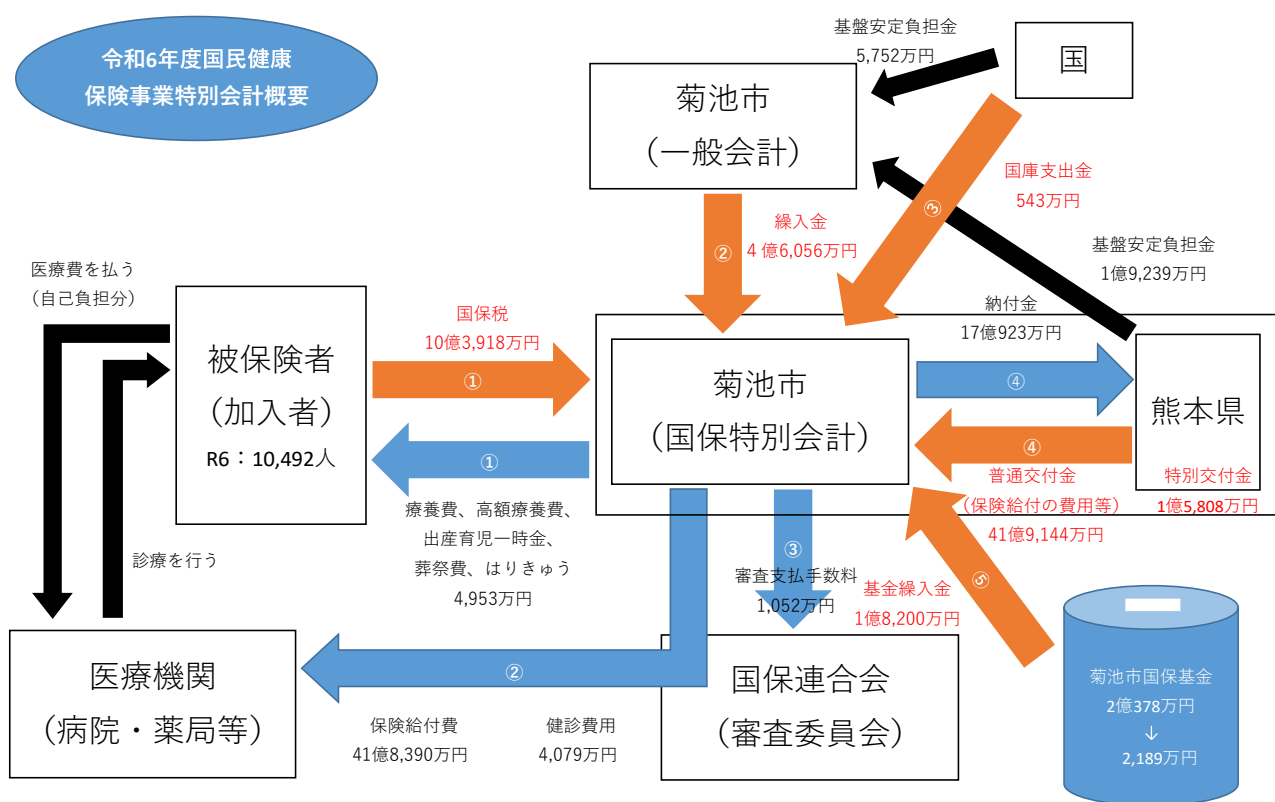 令和6年度国民健康
保険事業特別会計概要
基盤安定負担金
5,752万円
国
菊池市
（一般会計）
国庫支出金
543万円
③
繰入金
4 億6,056万円
②
基盤安定負担金
1億9,239万円
医療費を払う
（自己負担分）
国保税
10億3,918万円
①
納付金
17億923万円
④
被保険者
（加入者）
R6：10,492人
菊池市
（国保特別会計）
熊本県
①
④
療養費、高額療養費、
出産育児一時金、
葬祭費、はりきゅう
4,953万円
普通交付金
（保険給付の費用等）
41億9,144万円
特別交付金
1億5,808万円
診療を行う
③
審査支払手数料
1,052万円
基金繰入金
1億8,200万円
⑤
医療機関
（病院・薬局等）
②
保険給付費
41億8,390万円
健診費用
4,079万円
国保連合会
（審査委員会）
菊池市国保基金
2億378万円
↓
2,189万円